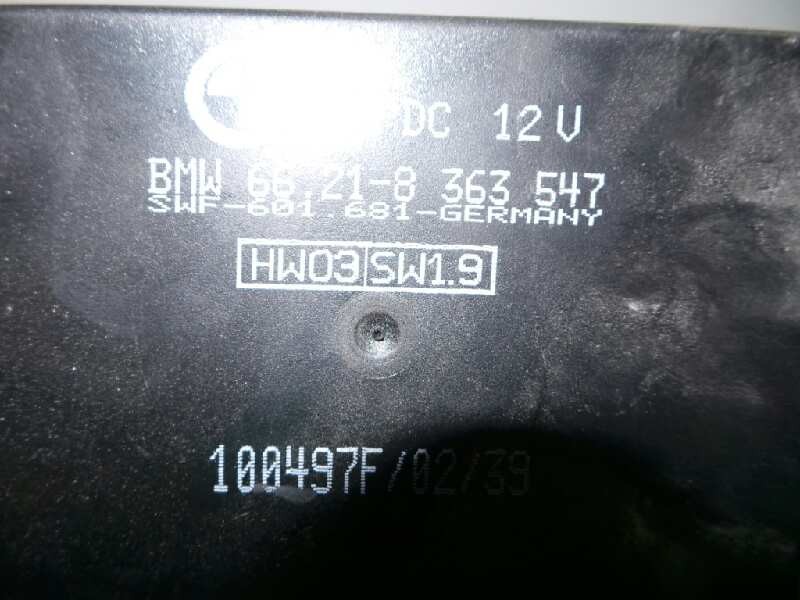 DC 12V
BMW 66.21-8 363 547
SWF-601.681-GERMANY
HW03 SW1.9
100497F/02/39